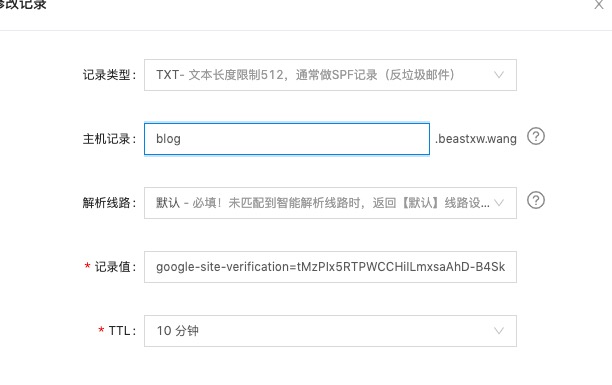 修改记录
记录类型： TXT- 文本长度限制512，通常做SPF记录（反垃圾邮件）
主机记录： blog .beastxw.wang
解析线路： 默认 - 必填！未匹配到智能解析线路时，返回【默认】线路设...
* 记录值： google-site-verification=tMzPIx5RTPWCCHilLmxsaAhD-B4Sk
* TTL： 10 分钟